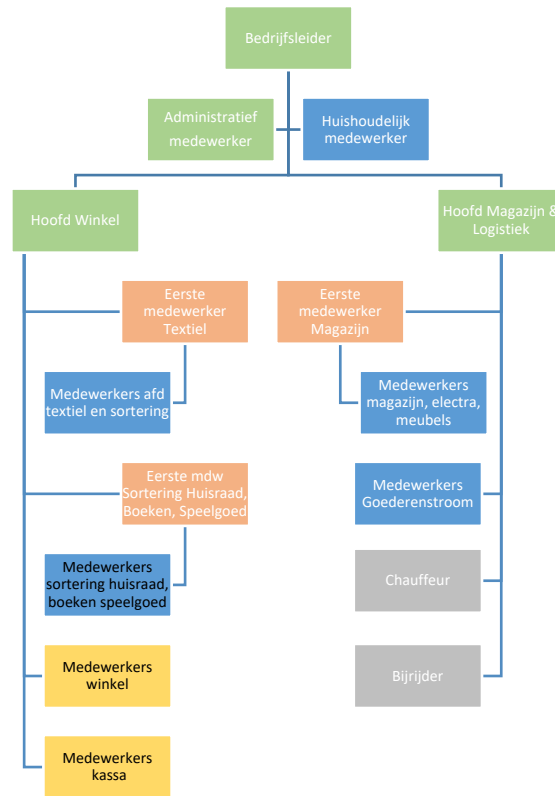 Bedrijfsleider
Administratief
medewerker
Huishoudelijk
medewerker
Hoofd Winkel
Hoofd Magazijn &
Logistiek
Eerste
medewerker
Textiel
Eerste
medewerker
Magazijn
Medewerkers afd
textiel en sortering
Medewerkers
magazijn, electra,
meubels
Eerste mdw
Sortering Huisraad,
Boeken, Speelgoed
Medewerkers
Goederenstroom
Medewerkers
sortering huisraad,
boeken speelgoed
Chauffeur
Medewerkers
winkel
Bijrijder
Medewerkers
kassa